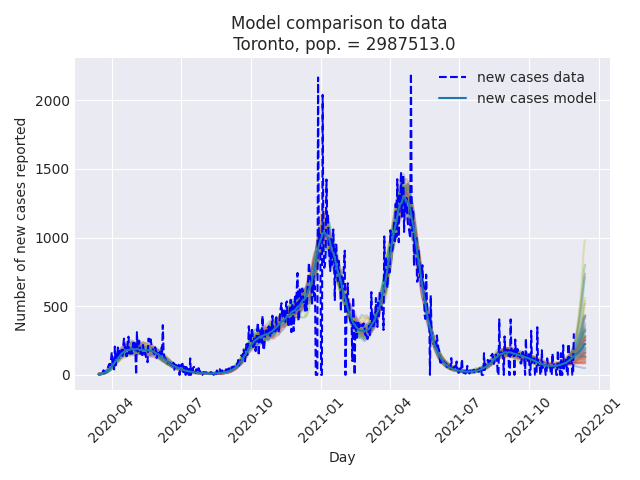 Model comparison to data
Toronto, pop. = 2987513.0
new cases data
new cases model
Number of new cases reported
2000
1500
1000
500
0
2020-04
2020-07
2020-10
2021-01
2021-04
2021-07
2021-10
2022-01
Day